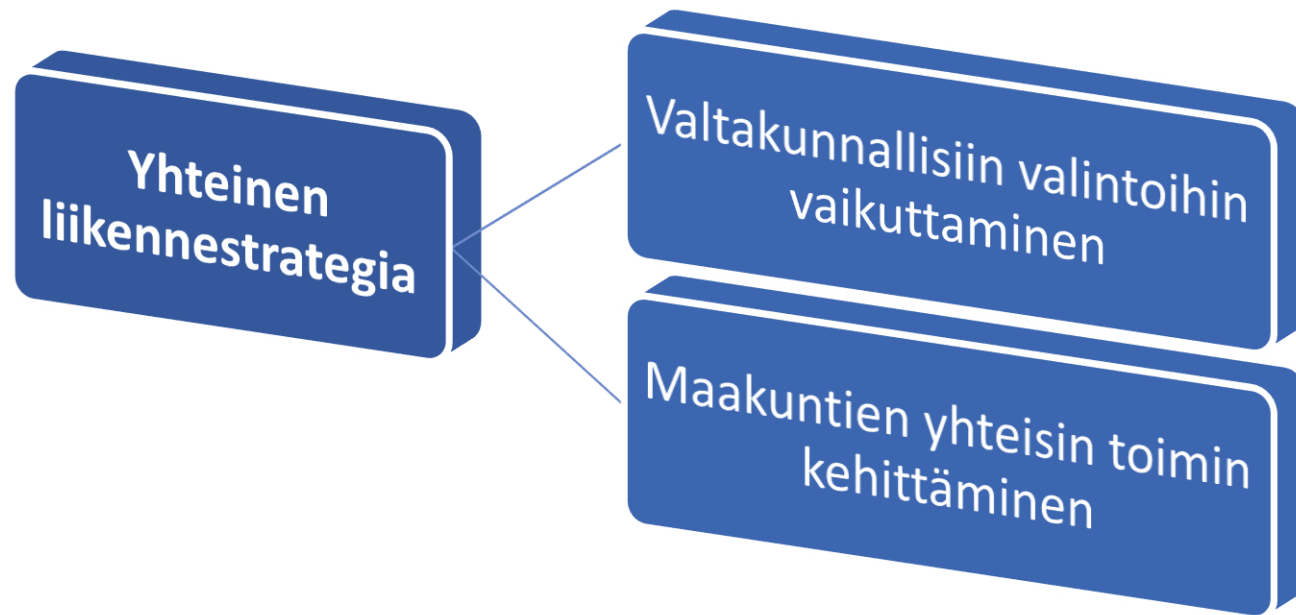 Yhteinen
liikennestrategia
Valtakunnallisiin valintoihin
vaikuttaminen
Maakuntien yhteisin toimin
kehittäminen